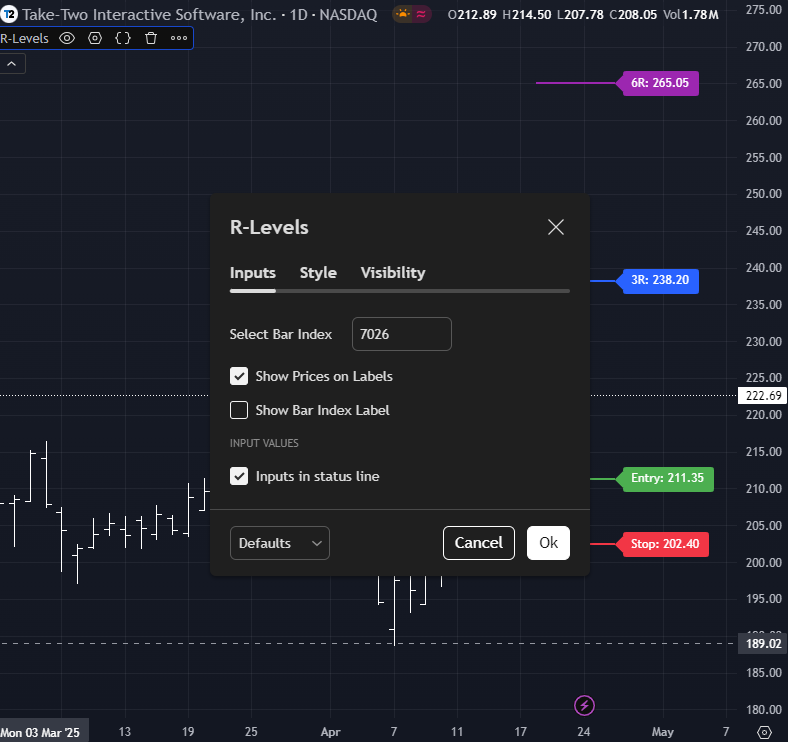 T2 Take-Two Interactive Software, Inc. · 1D · NASDAQ O212.89 H214.50 L207.78 C208.05 Vol1.78M
R-Levels
275.00
270.00
6R: 265.05
265.00
260.00
255.00
250.00
245.00
240.00
3R: 238.20
235.00
230.00
225.00
222.69
220.00
215.00
Entry: 211.35
210.00
205.00
Stop: 202.40
200.00
195.00
189.02
185.00
180.00
R-Levels
Inputs Style Visibility
Select Bar Index 7026
Show Prices on Labels
Show Bar Index Label
INPUT VALUES
Inputs in status line
Defaults Cancel Ok
Mon 03 Mar '25 13 19 25 Apr 7 11 17 24 May 7